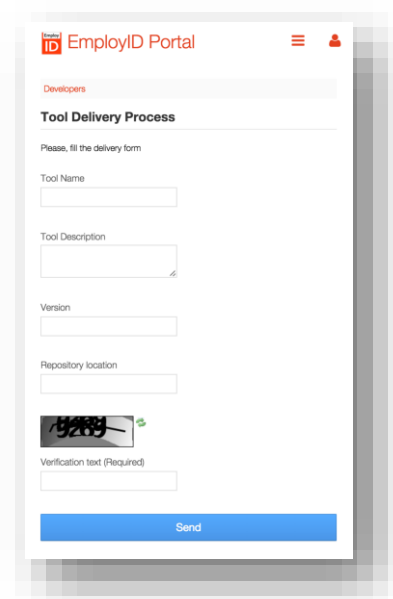 Employ
ID EmployID Portal
Developers
Tool Delivery Process
Please, fill the delivery form
Tool Name
Tool Description
Version
Repository location
Verification text (Required)
Send